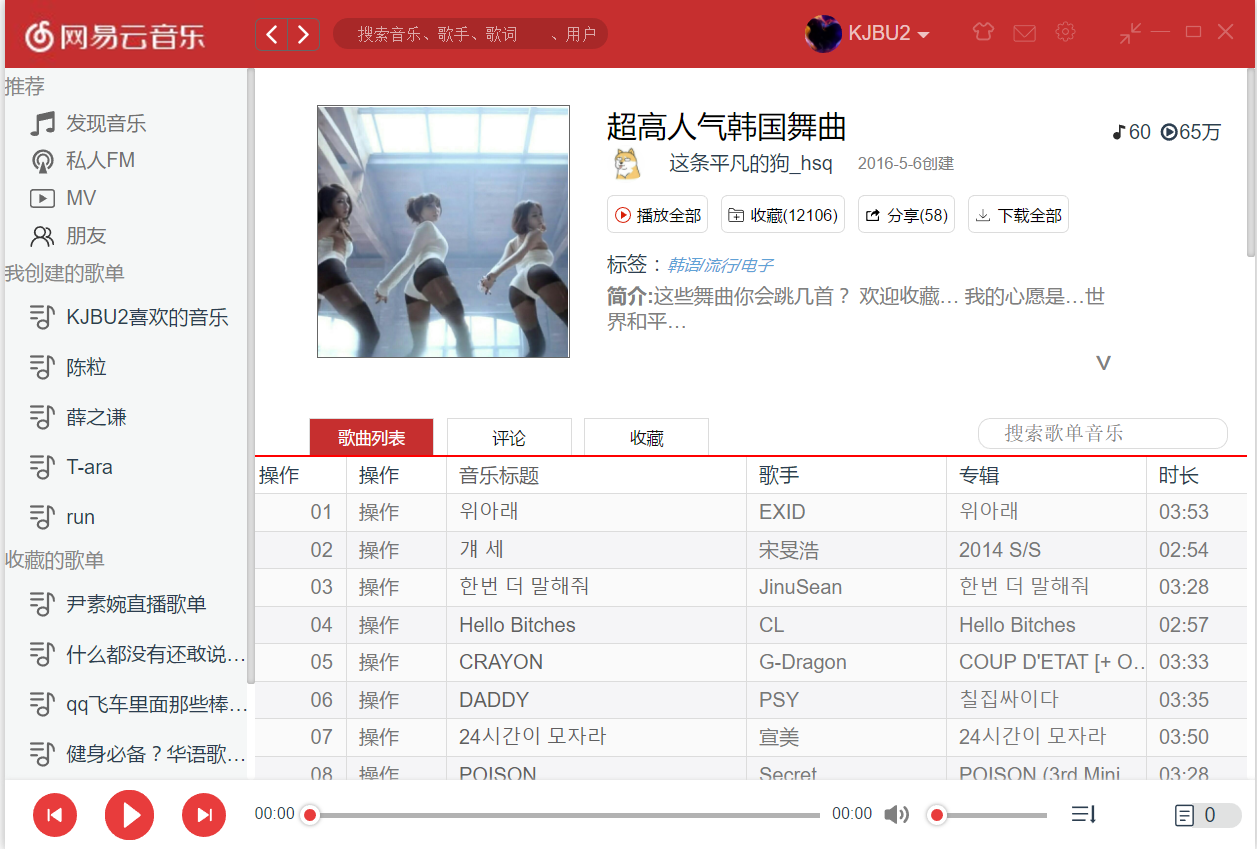 网易云音乐
搜索音乐、歌手、歌词 、用户
KJBU2
推荐
发现音乐
私人FM
MV
朋友
我创建的歌单
KJBU2喜欢的音乐
陈粒
薛之谦
T-ara
run
收藏的歌单
尹素婉直播歌单
什么都没有还敢说…
qq飞车里面那些棒…
健身必备？华语歌…
超高人气韩国舞曲
60 65万
这条平凡的狗_hsq 2016-5-6创建
播放全部 收藏(12106) 分享(58) 下载全部
标签：韩语/流行/电子
简介:这些舞曲你会跳几首？ 欢迎收藏… 我的心愿是…世
界和平…
V
歌曲列表 评论 收藏 搜索歌单音乐
操作 操作 音乐标题 歌手 专辑 时长
01 操作 위아래 EXID 위아래 03:53
02 操作 걔 세 宋旻浩 2014 S/S 02:54
03 操作 한번 더 말해줘 JinuSean 한번 더 말해줘 03:28
04 操作 Hello Bitches CL Hello Bitches 02:57
05 操作 CRAYON G-Dragon COUP D'ETAT [+ O… 03:33
06 操作 DADDY PSY 칠집싸이다 03:35
07 操作 24시간이 모자라 宣美 24시간이 모자라 03:50
08 操作 POISON Secret POISON (3rd Mini 03:28
00:00 00:00 0